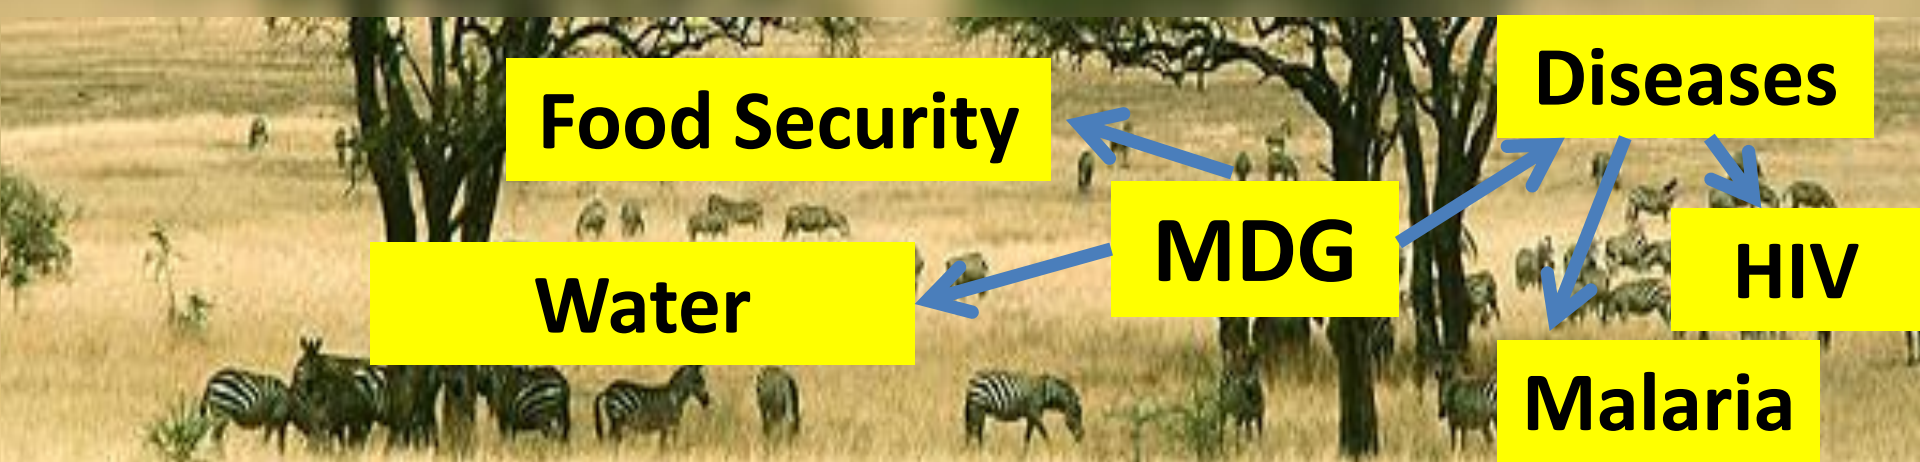 Diseases
Food Security
MDG
HIV
Water
Malaria